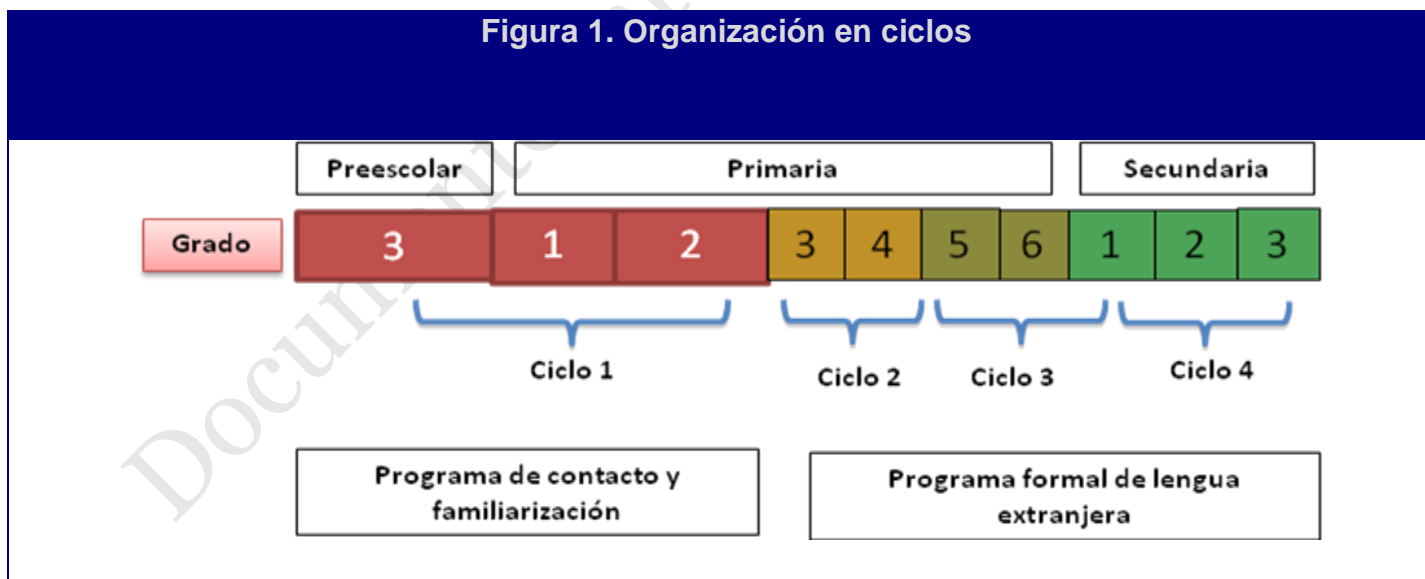 Figura 1. Organización en ciclos
Preescolar Primaria Secundaria
Grado 3 1 2 3 4 5 6 1 2 3
Ciclo 1 Ciclo 2 Ciclo 3 Ciclo 4
Programa de contacto y
familiarización
Programa formal de lengua
extranjera